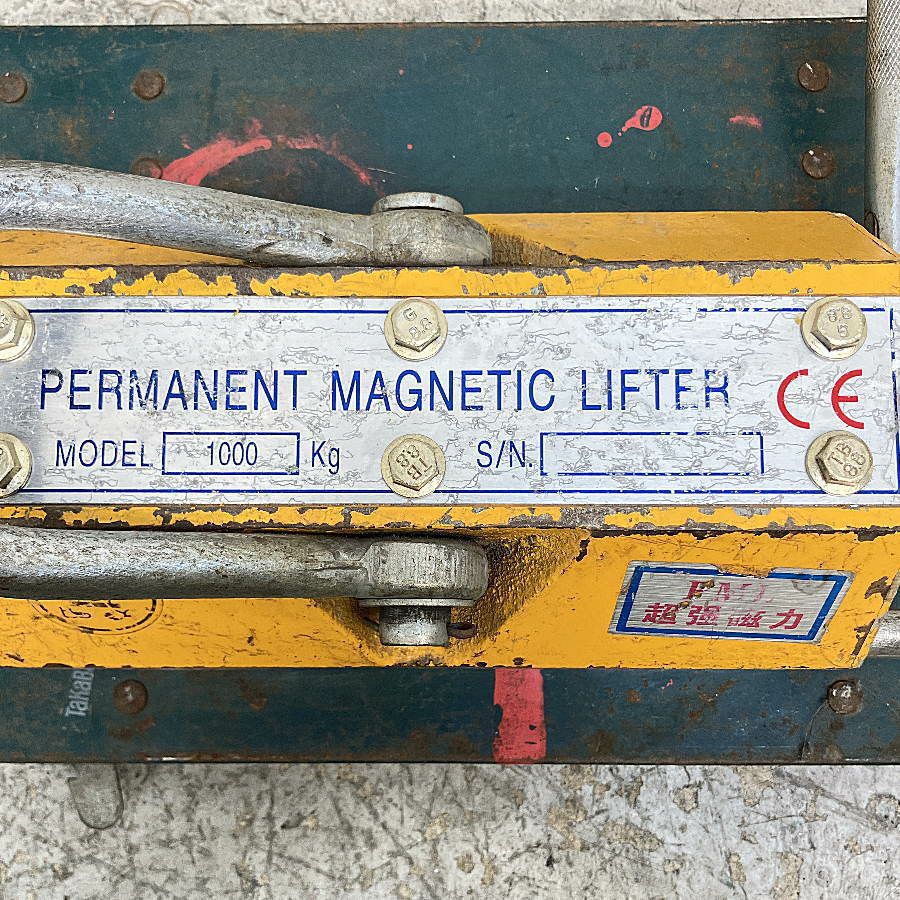 PERMANENT MAGNETIC LIFTER CE
MODEL 1000 Kg S/N.
超强磁力